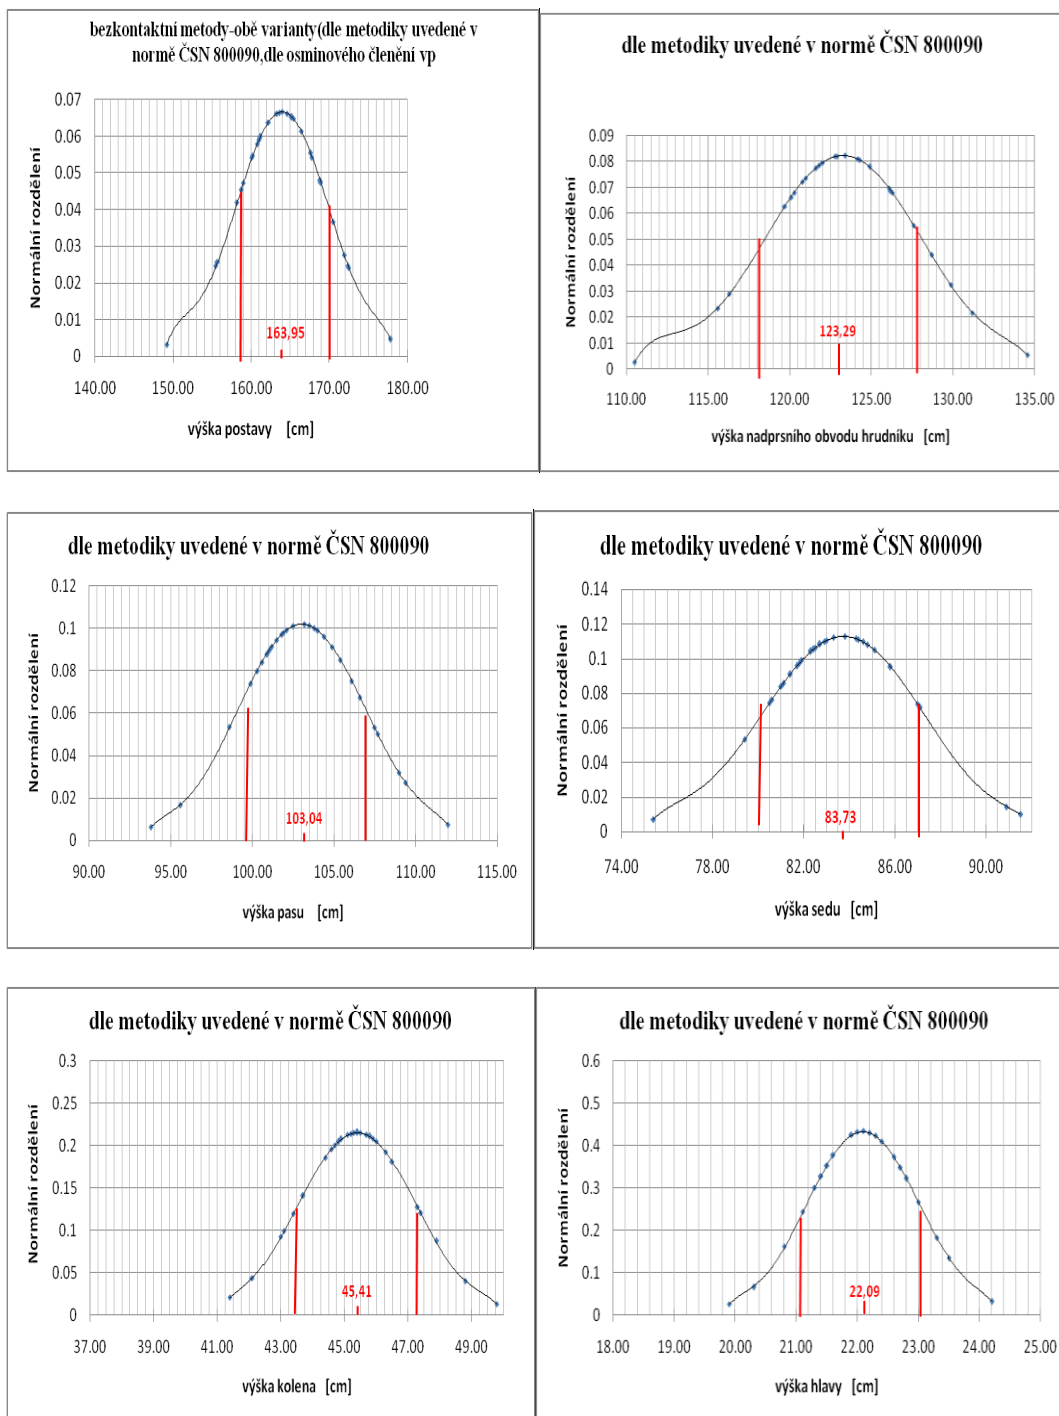 bezkontaktní metody-obě varianty(dle metodiky uvedené v
normě ČSN 800090,dle osminového členění vp
0.07
0.06
0.05
0.04
0.03
0.02
0.01
0
Normální rozdělení
163,95
140.00 150.00 160.00 170.00 180.00
výška postavy [cm]
dle metodiky uvedené v normě ČSN 800090
0.09
0.08
0.07
0.06
0.05
0.04
0.03
0.02
0.01
0
Normální rozdělení
123,29
110.00 115.00 120.00 125.00 130.00 135.00
výška nadprsního obvodu hrudníku [cm]
dle metodiky uvedené v normě ČSN 800090
0.12
0.1
0.08
0.06
0.04
0.02
0
Normální rozdělení
103,04
90.00 95.00 100.00 105.00 110.00 115.00
výška pasu [cm]
dle metodiky uvedené v normě ČSN 800090
0.14
0.12
0.1
0.08
0.06
0.04
0.02
0
Normální rozdělení
83,73
74.00 78.00 82.00 86.00 90.00
výška sedu [cm]
dle metodiky uvedené v normě ČSN 800090
0.3
0.25
0.2
0.15
0.1
0.05
0
Normální rozdělení
45,41
37.00 39.00 41.00 43.00 45.00 47.00 49.00
výška kolena [cm]
dle metodiky uvedené v normě ČSN 800090
0.6
0.5
0.4
0.3
0.2
0.1
0
Normální rozdělení
22,09
18.00 19.00 20.00 21.00 22.00 23.00 24.00 25.00
výška hlavy [cm]